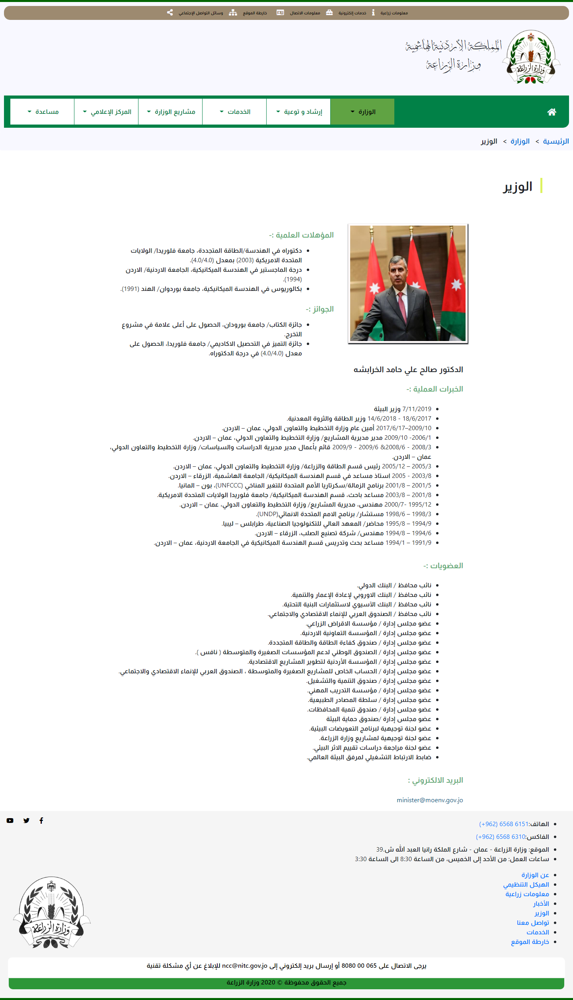 معلومات زراعية
خدمات إلكترونية
معلومات الاتصال
خارطة الموقع
وسائل التواصل الإجتماعي
المملكة الأردنية الهاشمية
وزارة الزراعة
وزارة الزراعة
الوزارة
إرشاد و توعية
الخدمات
مشاريع الوزارة
المركز الإعلامي
مساعدة
الرئيسية > الوزارة > الوزير
الوزير
المؤهلات العلمية :-
دكتوراه في الهندسة/الطاقة المتجددة، جامعة فلوريدا/ الولايات
المتحدة الامريكية (2003) بمعدل (4.0/4.0).
درجة الماجستير في الهندسة الميكانيكية، الجامعة الاردنية/ الاردن
(1994).
بكالوريوس في الهندسة الميكانيكية، جامعة بوردوان/ الهند (1991).
الجوائز :-
جائزة الكتاب/ جامعة بورودان، الحصول على أعلى علامة في مشروع
التخرج.
جائزة التميز في التحصيل الاكاديمي/ جامعة فلوريدا، الحصول على
معدل (4.0/4.0) في درجة الدكتوراه.
الدكتور صالح علي حامد الخرابشه
الخبرات العملية :-
7/11/2019 وزير البيئة
18/6/2017 - 14/6/2018 وزير الطاقة والثروة المعدنية.
2009/10–2017/6/17 أمين عام وزارة التخطيط والتعاون الدولي، عمان – الاردن.
2006/1- 2009/10 مدير مديرية المشاريع/ وزارة التخطيط والتعاون الدولي، عمان – الاردن.
2008/3 - 2008/6& 2009/6 - 2009/9 قائم بأعمال مدير مديرية الدراسات والسياسات/ وزارة التخطيط والتعاون الدولي،
عمان – الاردن.
2005/3 – 2005/12 رئيس قسم الطاقة والزراعة/ وزارة التخطيط والتعاون الدولي، عمان – الاردن.
2003/8 - 2005 استاذ مساعد في قسم الهندسة الميكانيكية/ الجامعة الهاشمية، الزرقاء – الاردن.
2001/5 – 2001/8 برنامج الزمالة/سكرتاريا الأمم المتحدة للتغير المناخي (UNFCCC)، بون – المانيا.
2001/8 – 2003/8 مساعد باحث، قسم الهندسة الميكانيكية/ جامعة فلوريدا الولايات المتحدة الامريكية.
1995/12 -2000/7 مهندس، مديرية المشاريع/ وزارة التخطيط والتعاون الدولي، عمان – الاردن.
1998/3 – 1998/6 مستشار/ برنامج الامم المتحدة الانمائي(UNDP).
1994/9 – 1995/8 محاضر/ المعهد العالي للتكنولوجيا الصناعية، طرابلس – ليبيا.
1994/6 – 1994/8 مهندس/ شركة تصنيع الصلب، الزرقاء – الاردن.
1991/9 – 1994/1 مساعد بحث وتدريس قسم الهندسة الميكانيكية في الجامعة الاردنية، عمان – الاردن.
العضويات :-
نائب محافظ / البنك الدولي.
نائب محافظ / البنك الاوروبي لإعادة الإعمار والتنمية.
نائب محافظ / البنك الآسيوي لاستثمارات البنية التحتية.
نائب محافظ / الصندوق العربي للإنماء الاقتصادي والاجتماعي.
عضو مجلس إدارة / مؤسسة الاقراض الزراعي.
عضو مجلس إدارة / المؤسسة التعاونية الاردنية.
عضو مجلس إدارة / صندوق كفاءة الطاقة والطاقة المتجددة.
عضو مجلس إدارة / الصندوق الوطني لدعم المؤسسات الصغيرة والمتوسطة ( نافس ).
عضو مجلس إدارة / المؤسسة الأردنية لتطوير المشاريع الاقتصادية.
عضو مجلس إدارة / الحساب الخاص للمشاريع الصغيرة والمتوسطة ، الصندوق العربي للإنماء الاقتصادي والاجتماعي.
عضو مجلس إدارة / صندوق التنمية والتشغيل.
عضو مجلس إدارة / مؤسسة التدريب المهني.
عضو مجلس إدارة / سلطة المصادر الطبيعية.
عضو مجلس إدارة / صندوق تنمية المحافظات.
عضو مجلس إدارة /صندوق حماية البيئة
عضو لجنة توجيهية لبرنامج التعويضات البيئية.
عضو لجنة توجيهية لمشاريع وزارة الزراعة.
عضو لجنة مراجعة دراسات تقييم الاثر البيئي.
ضابط الارتباط التشغيلي لمرفق البيئة العالمي.
البريد الالكتروني :
minister@moenv.gov.jo
الهاتف:6151 6568 (962+)
الفاكس:6310 6568 (962+)
الموقع: وزارة الزراعة - عمان - شارع الملكة رانيا العبد الله ش.39
ساعات العمل: من الأحد إلى الخميس، من الساعة 8:30 الى الساعة 3:30
عن الوزارة
الهيكل التنظيمي
معلومات زراعية
الأخبار
الوزير
تواصل معنا
الخدمات
خارطة الموقع
وزارة الزراعة
يرجى الاتصال على 065 00 8080 أو إرسال بريد إلكتروني إلى ncc@nitc.gov.jo للإبلاغ عن أي مشكلة تقنية
جميع الحقوق محفوظة © 2020 وزارة الزراعة